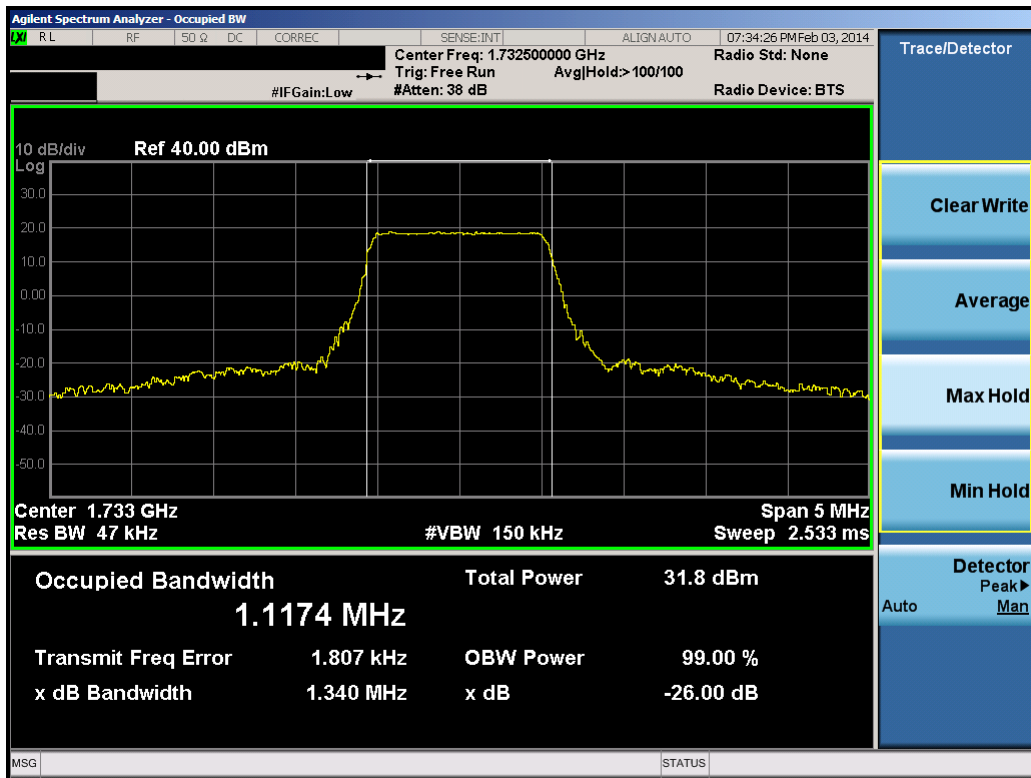 Agilent Spectrum Analyzer - Occupied BW
LXI RL RF 50 Ω DC CORREC SENSE:INT ALIGN AUTO 07:34:26 PM Feb 03, 2014
Center Freq: 1.732500000 GHz Radio Std: None
Trig: Free Run Avg|Hold:>100/100
#IFGain:Low #Atten: 38 dB Radio Device: BTS
10 dB/div Ref 40.00 dBm
Log
30.0
20.0
10.0
0.00
-10.0
-20.0
-30.0
-40.0
-50.0
Center 1.733 GHz Span 5 MHz
Res BW 47 kHz #VBW 150 kHz Sweep 2.533 ms
Occupied Bandwidth Total Power 31.8 dBm
1.1174 MHz
Transmit Freq Error 1.807 kHz OBW Power 99.00 %
x dB Bandwidth 1.340 MHz x dB -26.00 dB
MSG STATUS
Trace/Detector
Clear Write
Average
Max Hold
Min Hold
Detector
Peak▶
Auto Man